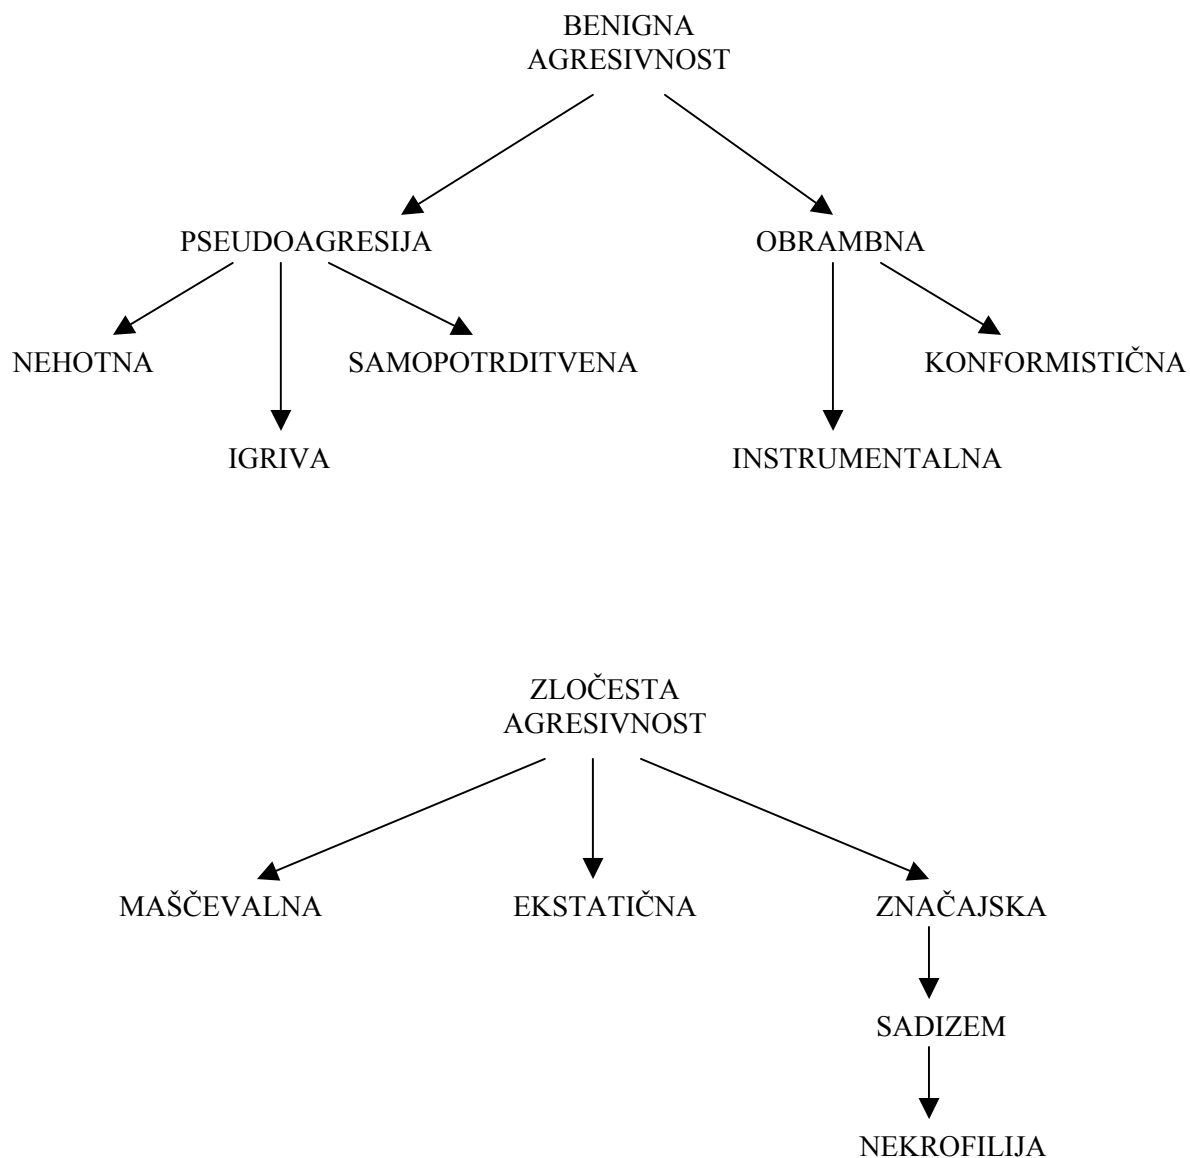 BENIGNA
AGRESIVNOST
PSEUDOAGRESIJA
OBRAMBNA
NEHOTNA
SAMOPOTRDITVENA
KONFORMISTIČNA
IGRIVA
INSTRUMENTALNA
ZLOČESTA
AGRESIVNOST
MAŠČEVALNA
EKSTATIČNA
ZNAČAJSKA
SADIZEM
NEKROFILIJA